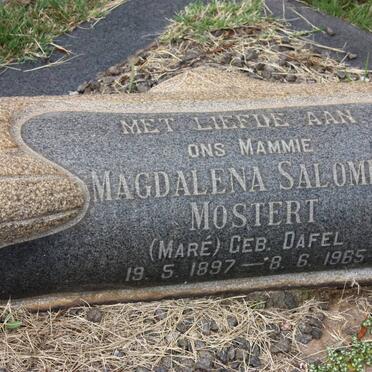 MET LIEFDE AAN
ONS MAMMIE
MAGDALENA SALOME
MOSTERT
(MARÉ) GEB. DAFEL
19.5.1897 – 8.6.1965